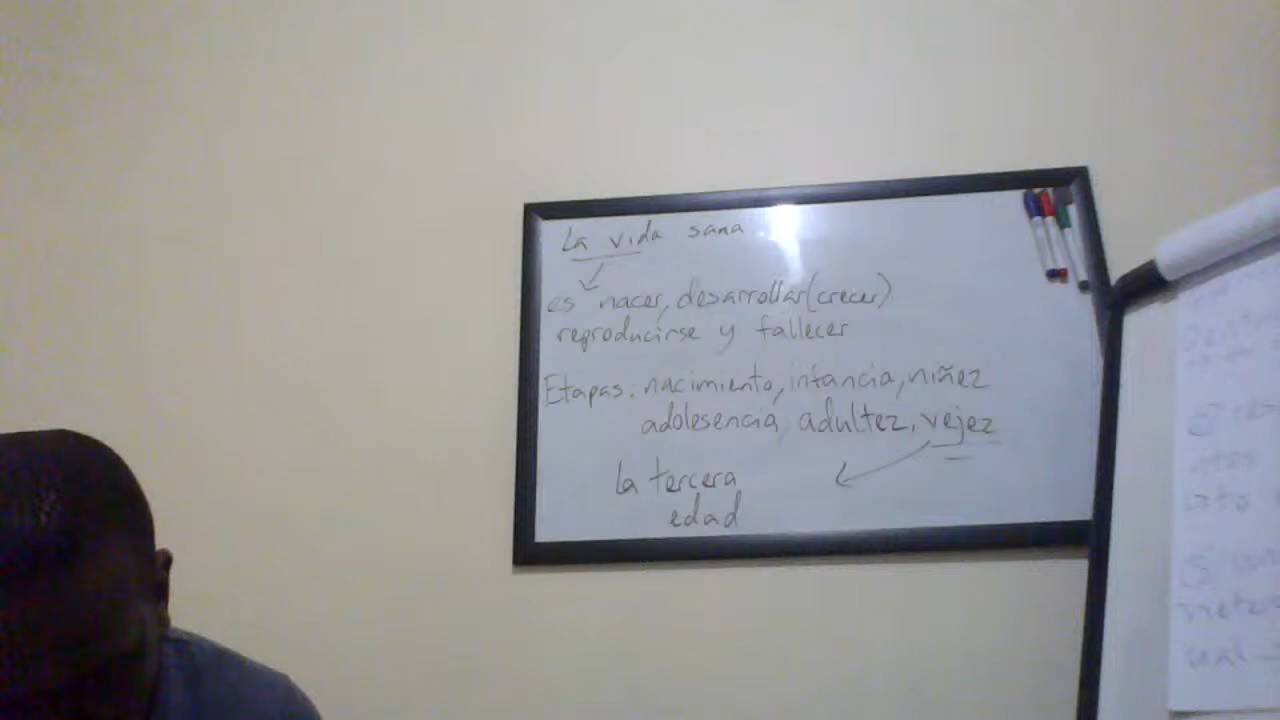 La vida sana
es nacer, desarrollar(crecer)
reproducirse y fallecer
Etapas: nacimiento, infancia, niñez
adolesencia, adultez, vejez
la tercera
edad